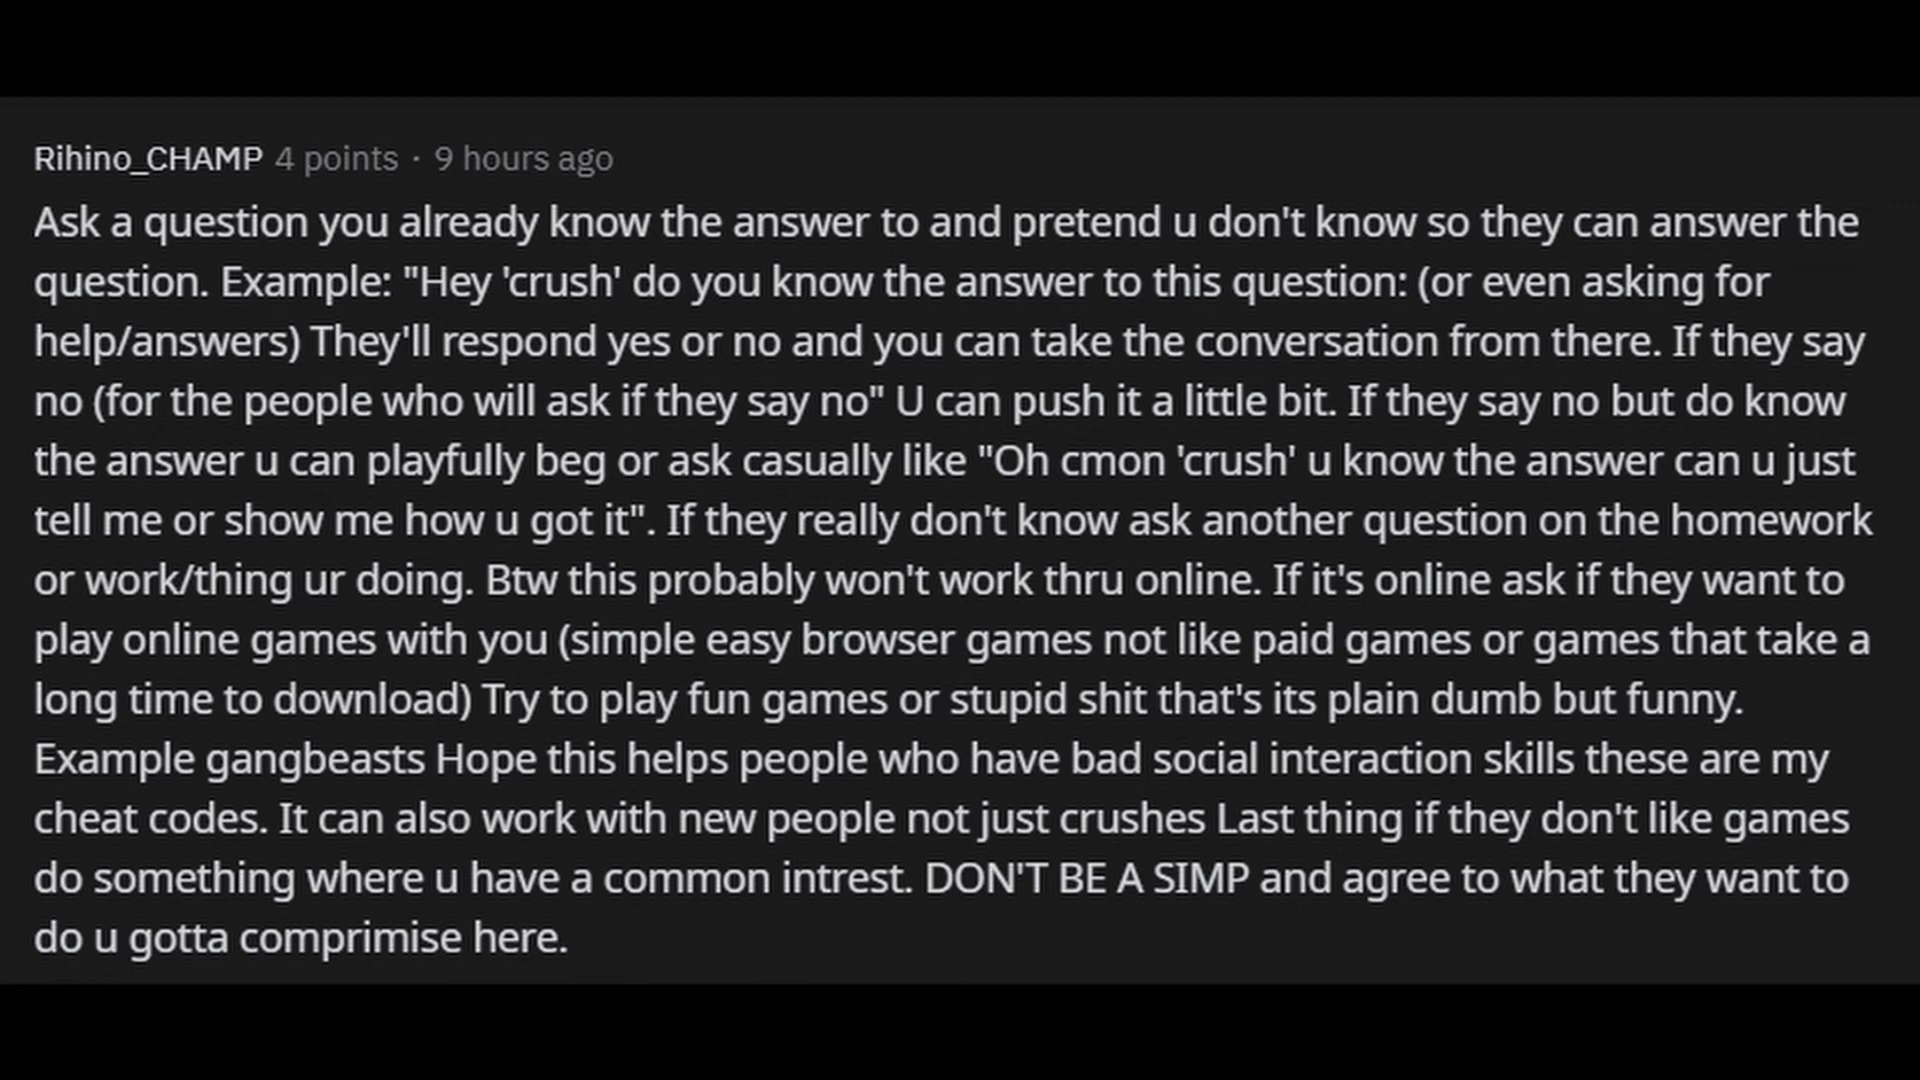 Rihino_CHAMP 4 points · 9 hours ago
Ask a question you already know the answer to and pretend u don't know so they can answer the
question. Example: "Hey 'crush' do you know the answer to this question: (or even asking for
help/answers) They'll respond yes or no and you can take the conversation from there. If they say
no (for the people who will ask if they say no" U can push it a little bit. If they say no but do know
the answer u can playfully beg or ask casually like "Oh cmon 'crush' u know the answer can u just
tell me or show me how u got it". If they really don't know ask another question on the homework
or work/thing ur doing. Btw this probably won't work thru online. If it's online ask if they want to
play online games with you (simple easy browser games not like paid games or games that take a
long time to download) Try to play fun games or stupid shit that's its plain dumb but funny.
Example gangbeasts Hope this helps people who have bad social interaction skills these are my
cheat codes. It can also work with new people not just crushes Last thing if they don't like games
do something where u have a common intrest. DON'T BE A SIMP and agree to what they want to
do u gotta comprimise here.